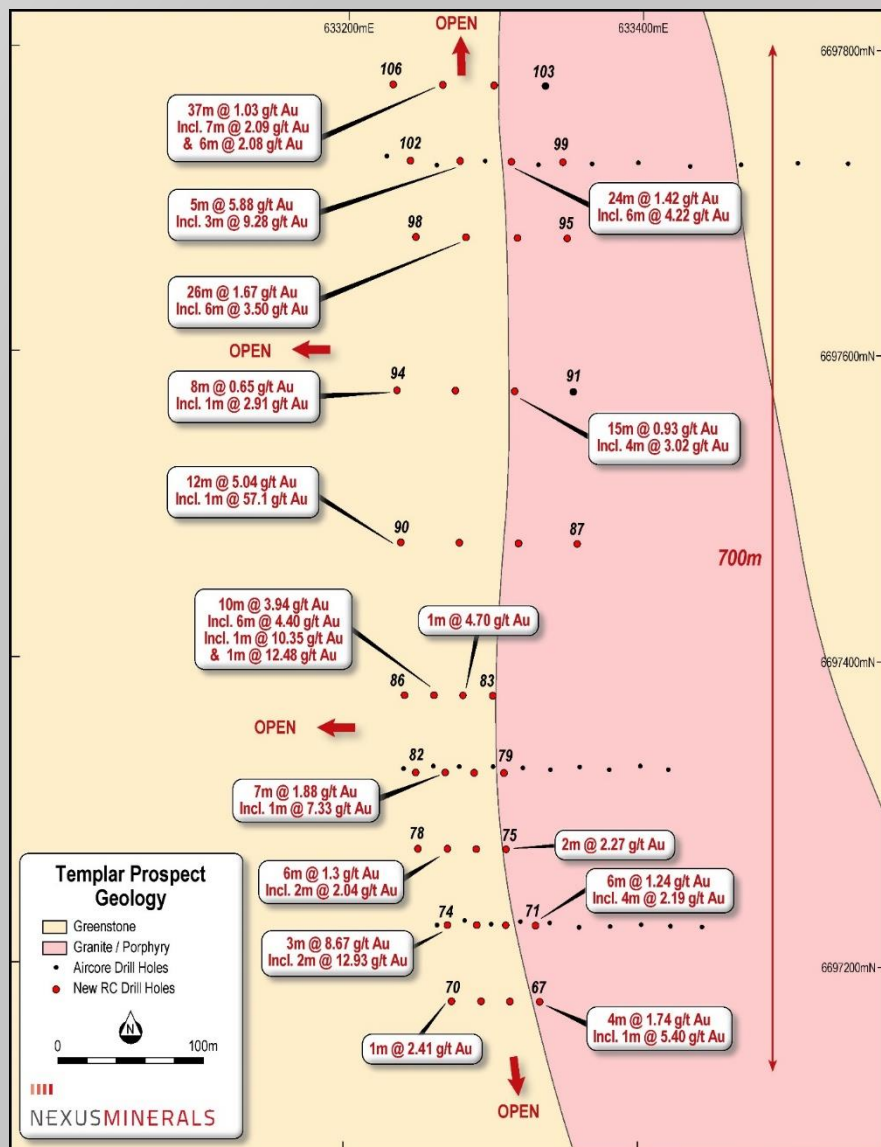 633200mE
633400mE
OPEN
6697800mN
106
103
37m @ 1.03 g/t Au
Incl. 7m @ 2.09 g/t Au
& 6m @ 2.08 g/t Au
102
99
5m @ 5.88 g/t Au
Incl. 3m @ 9.28 g/t Au
24m @ 1.42 g/t Au
Incl. 6m @ 4.22 g/t Au
98
95
26m @ 1.67 g/t Au
Incl. 6m @ 3.50 g/t Au
OPEN
6697600mN
94
91
8m @ 0.65 g/t Au
Incl. 1m @ 2.91 g/t Au
15m @ 0.93 g/t Au
Incl. 4m @ 3.02 g/t Au
12m @ 5.04 g/t Au
Incl. 1m @ 57.1 g/t Au
90
87
700m
10m @ 3.94 g/t Au
Incl. 6m @ 4.40 g/t Au
Incl. 1m @ 10.35 g/t Au
& 1m @ 12.48 g/t Au
1m @ 4.70 g/t Au
6697400mN
86
83
OPEN
82
79
7m @ 1.88 g/t Au
Incl. 1m @ 7.33 g/t Au
78
75
2m @ 2.27 g/t Au
6m @ 1.3 g/t Au
Incl. 2m @ 2.04 g/t Au
6m @ 1.24 g/t Au
Incl. 4m @ 2.19 g/t Au
74
71
3m @ 8.67 g/t Au
Incl. 2m @ 12.93 g/t Au
6697200mN
70
67
1m @ 2.41 g/t Au
4m @ 1.74 g/t Au
Incl. 1m @ 5.40 g/t Au
OPEN
Templar Prospect
Geology
Greenstone
Granite / Porphyry
Aircore Drill Holes
New RC Drill Holes
N
0 100m
NEXUSMINERALS